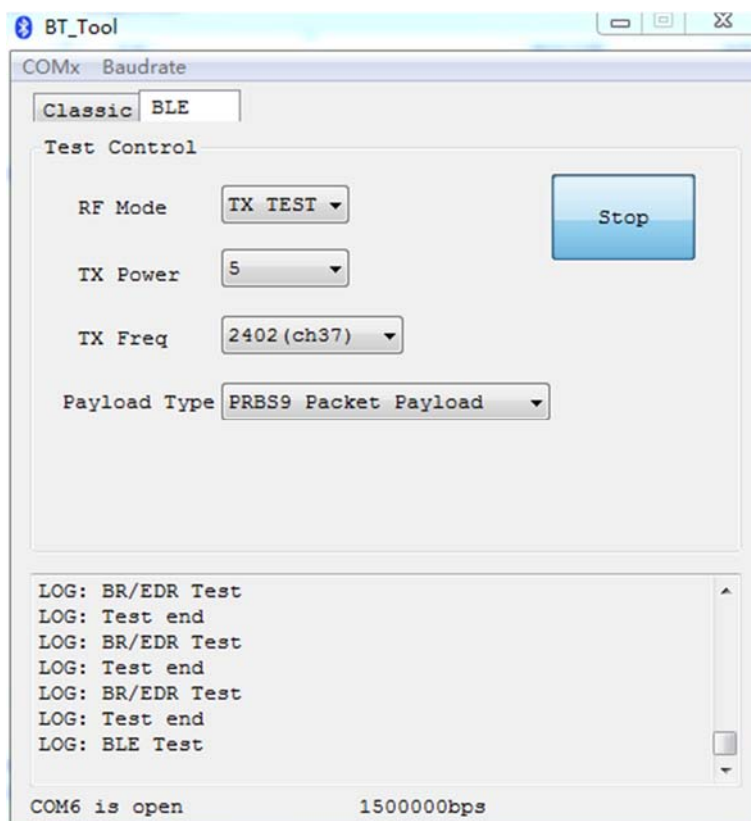 BT_Tool
COMx Baudrate
Classic BLE
Test Control
RF Mode TX TEST
Stop
TX Power 5
TX Freq 2402(ch37)
Payload Type PRBS9 Packet Payload
LOG: BR/EDR Test
LOG: Test end
LOG: BR/EDR Test
LOG: Test end
LOG: BR/EDR Test
LOG: Test end
LOG: BLE Test
COM6 is open 1500000bps